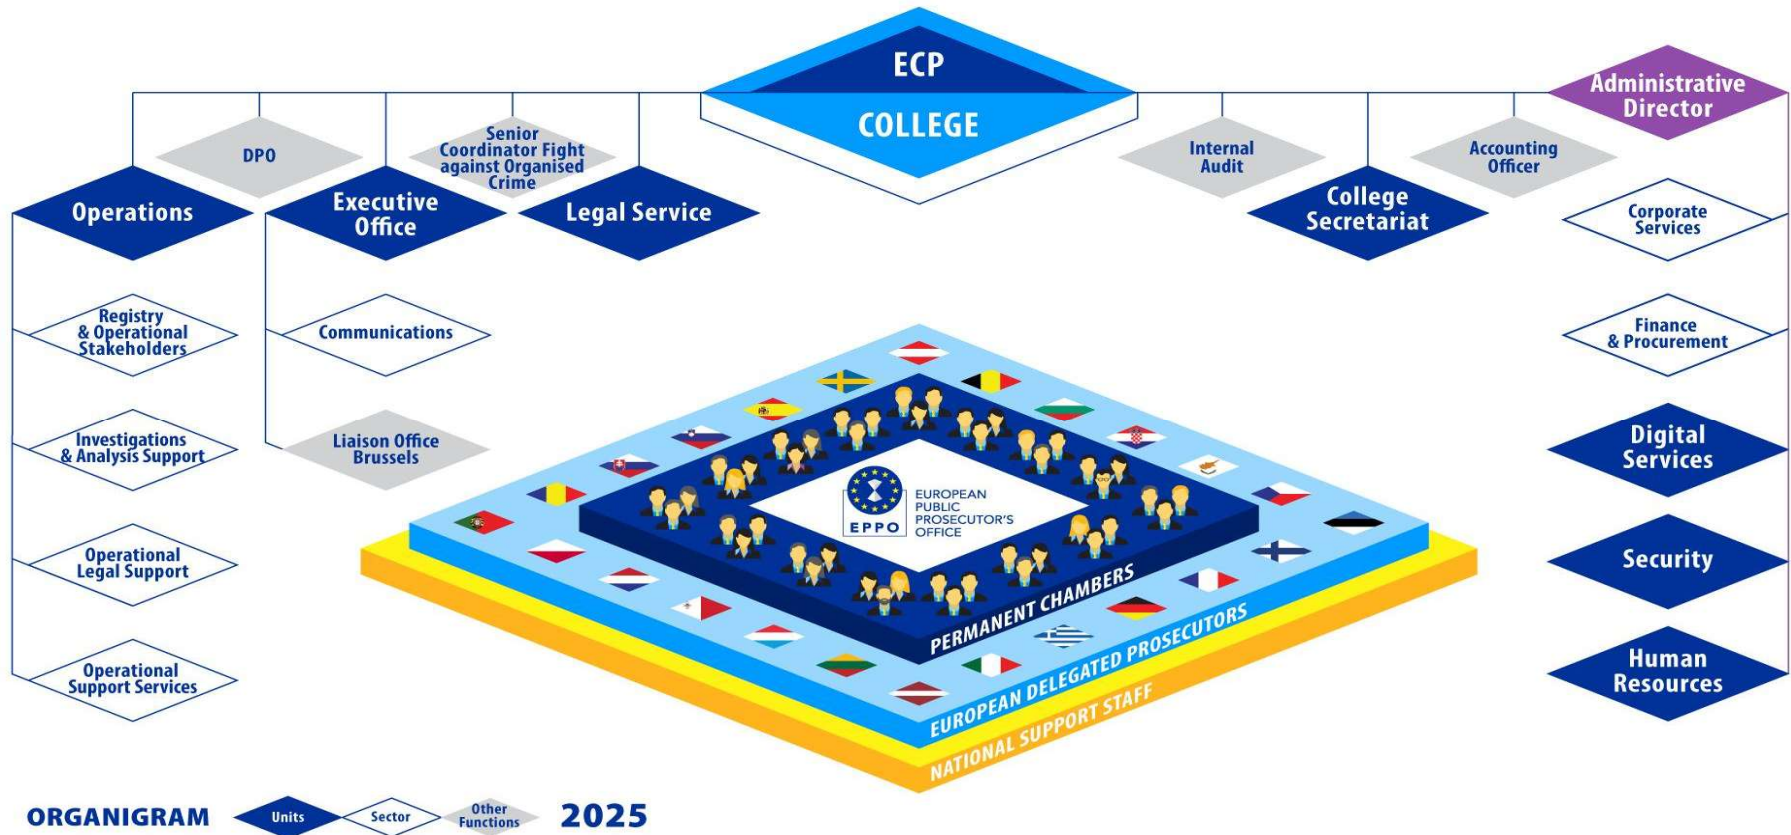 ECP
COLLEGE
Administrative
Director
DPO
Senior
Coordinator Fight
against Organised
Crime
Internal
Audit
Accounting
Officer
Operations
Executive
Office
Legal Service
College
Secretariat
Corporate
Services
Registry
& Operational
Stakeholders
Communications
Finance
& Procurement
Investigations
& Analysis Support
Liaison Office
Brussels
Digital
Services
Operational
Legal Support
Security
Operational
Support Services
Human
Resources
EPPO
EUROPEAN
PUBLIC
PROSECUTOR'S
OFFICE
PERMANENT CHAMBERS
EUROPEAN DELEGATED PROSECUTORS
NATIONAL SUPPORT STAFF
ORGANIGRAM
Units
Sector
Other
Functions
2025